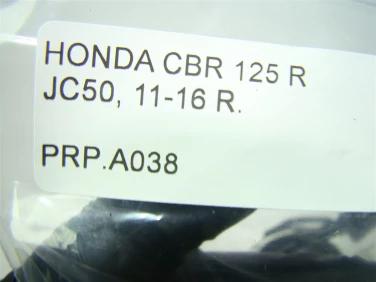 HONDA CBR 125 R
JC50, 11-16 R.
PRP.A038